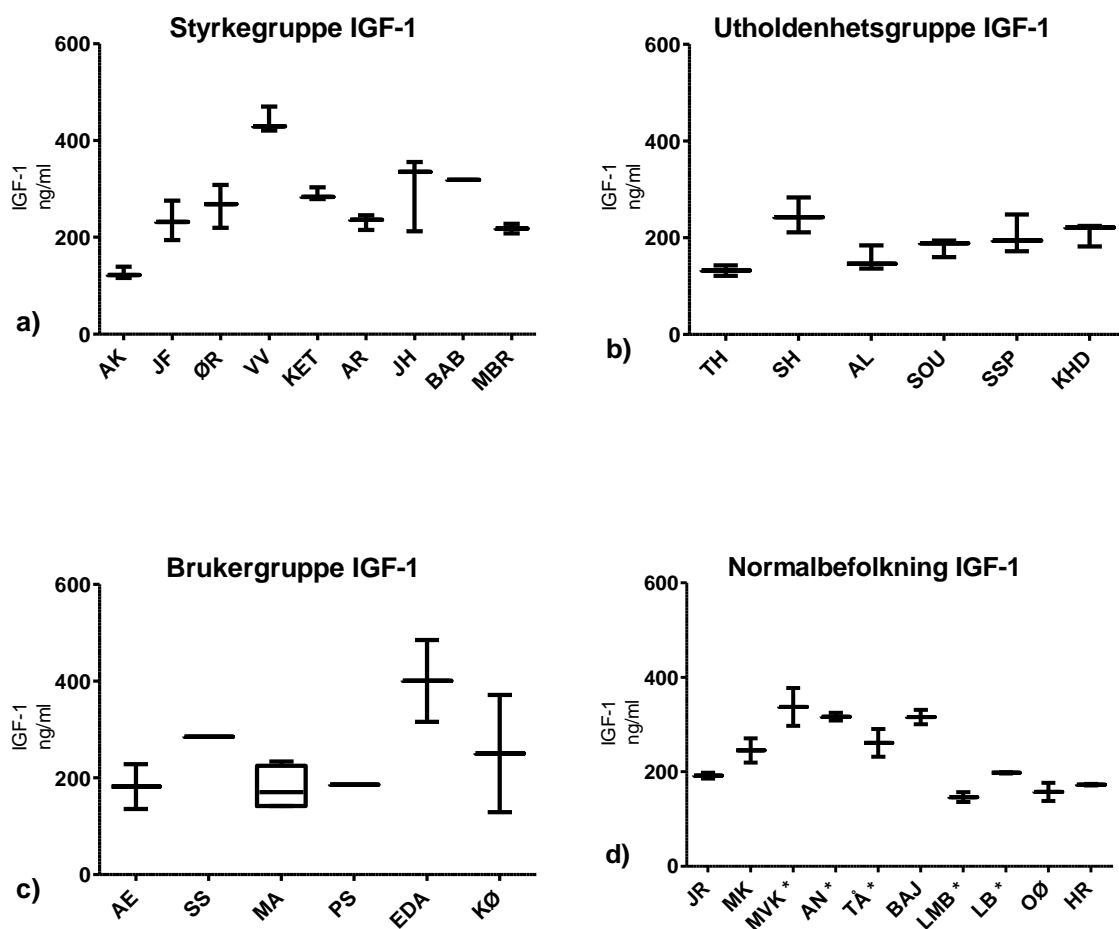 Styrkegruppe IGF-1
600
400
200
0
IGF-1
ng/ml
AK
JF
ØR
VV
KET
AR
JH
BAB
MBR
a)
Utholdenhetsgruppe IGF-1
600
400
200
0
IGF-1
ng/ml
TH
SH
AL
SOU
SSP
KHD
b)
Brukergruppe IGF-1
600
400
200
0
IGF-1
ng/ml
AE
SS
MA
PS
EDA
KØ
c)
Normalbefolkning IGF-1
600
400
200
0
IGF-1
ng/ml
JR
MK
MVK *
AN *
TÅ *
BAJ
LMB *
LB *
OØ
HR
d)